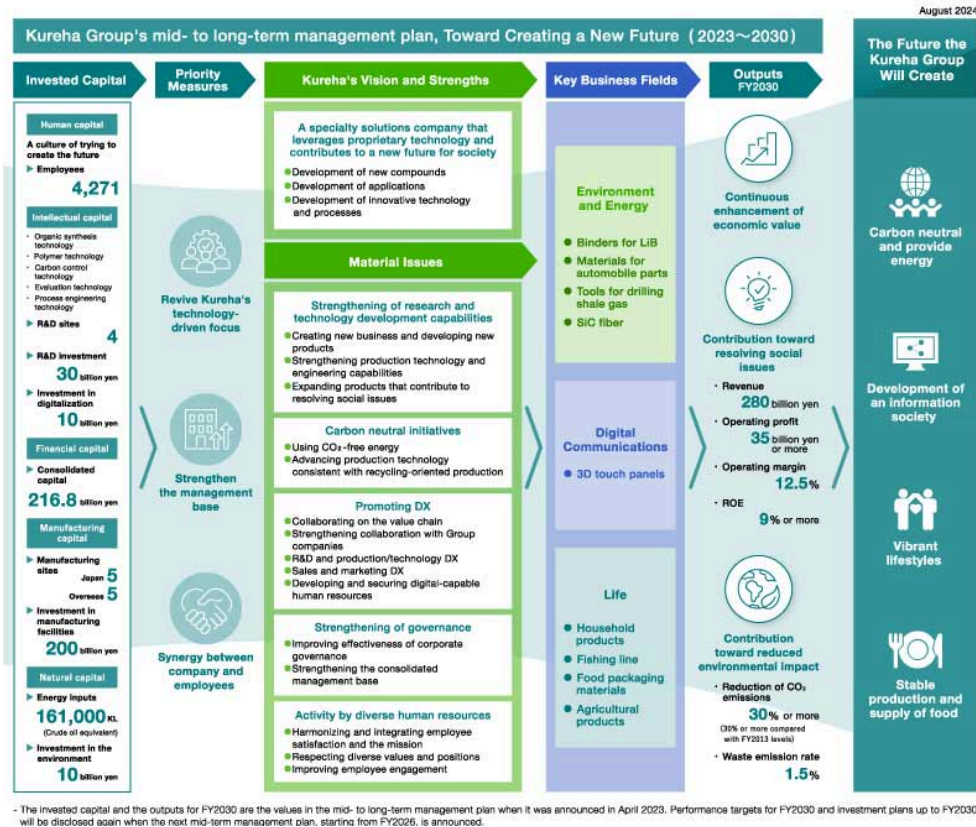 August 2024
Kureha Group's mid- to long-term management plan, Toward Creating a New Future (2023～2030)
Invested Capital
Human capital
A culture of trying to
create the future
▶ Employees
4,271
Intellectual capital
・Organic synthesis
technology
・Polymer technology
・Carbon control
technology
・Evaluation technology
・Process engineering
technology
▶ R&D sites
4
▶ R&D investment
30 billion yen
▶ Investment in
digitalization
10 billion yen
Financial capital
▶ Consolidated
capital
216.8 billion yen
Manufacturing
capital
▶ Manufacturing
sites
Japan 5
Overseas 5
▶ Investment in
manufacturing
facilities
200 billion yen
Natural capital
▶ Energy inputs
161,000 KL
(Crude oil equivalent)
▶ Investment in the
environment
10 billion yen
Priority
Measures
Revive Kureha's
technology-
driven focus
Strengthen
the management
base
Synergy between
company and
employees
Kureha's Vision and Strengths
A specialty solutions company that
leverages proprietary technology and
contributes to a new future for society
●Development of new compounds
●Development of applications
●Development of innovative technology
and processes
Material Issues
Strengthening of research and
technology development capabilities
●Creating new business and developing new
products
●Strengthening production technology and
engineering capabilities
●Expanding products that contribute to
resolving social issues
Carbon neutral initiatives
●Using CO₂-free energy
●Advancing production technology
consistent with recycling-oriented production
Promoting DX
●Collaborating on the value chain
●Strengthening collaboration with Group
companies
●R&D and production/technology DX
●Sales and marketing DX
●Developing and securing digital-capable
human resources
Strengthening of governance
●Improving effectiveness of corporate
governance
●Strengthening the consolidated
management base
Activity by diverse human resources
●Harmonizing and integrating employee
satisfaction and the mission
●Respecting diverse values and positions
●Improving employee engagement
Key Business Fields
Environment
and Energy
● Binders for LiB
● Materials for
automobile parts
● Tools for drilling
shale gas
● SiC fiber
Digital
Communications
● 3D touch panels
Life
● Household
products
● Fishing line
● Food packaging
materials
● Agricultural
products
Outputs
FY2030
Continuous
enhancement of
economic value
Contribution toward
resolving social
issues
・Revenue
280 billion yen
・Operating profit
35 billion yen
or more
・Operating margin
12.5%
・ROE
9% or more
Contribution
toward reduced
environmental impact
・Reduction of CO₂
emissions
30% or more
(30% or more compared
with FY2013 levels)
・Waste emission rate
1.5%
The Future the
Kureha Group
Will Create
Carbon neutral
and provide
energy
Development of
an information
society
Vibrant
lifestyles
Stable
production and
supply of food
- The invested capital and the outputs for FY2030 are the values in the mid- to long-term management plan when it was announced in April 2023. Performance targets for FY2030 and investment plans up to FY2030
will be disclosed again when the next mid-term management plan, starting from FY2026, is announced.